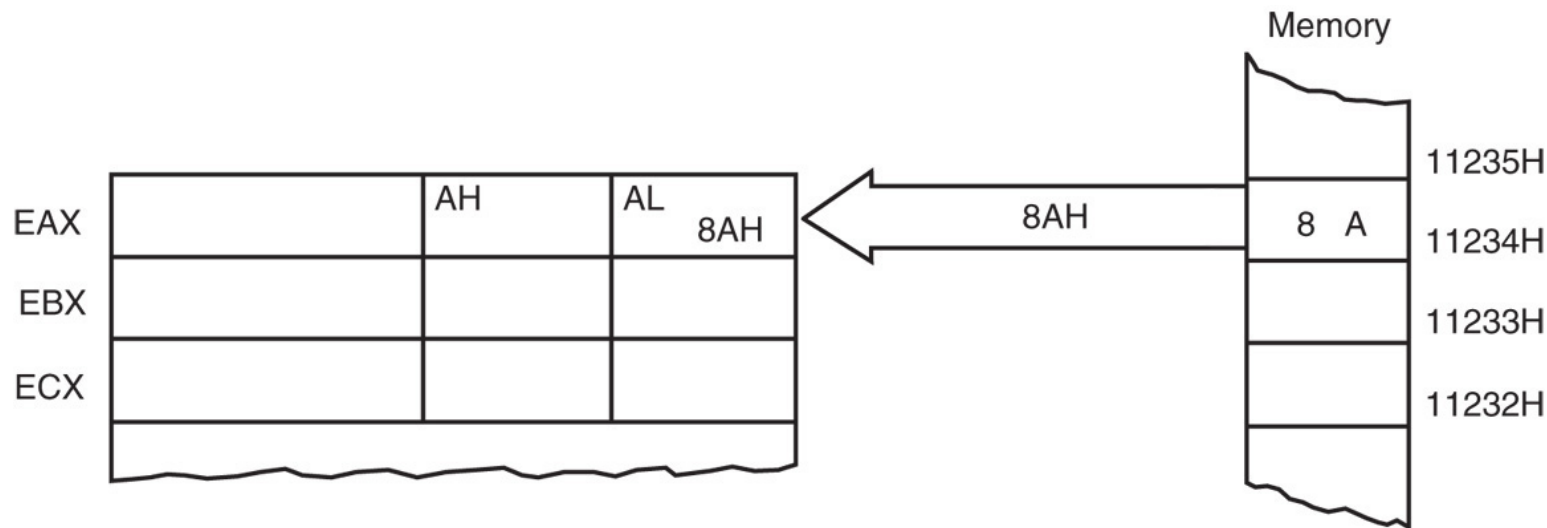 Memory
11235H
EAX
AH
AL
8AH
8AH
8 A
11234H
EBX
11233H
ECX
11232H